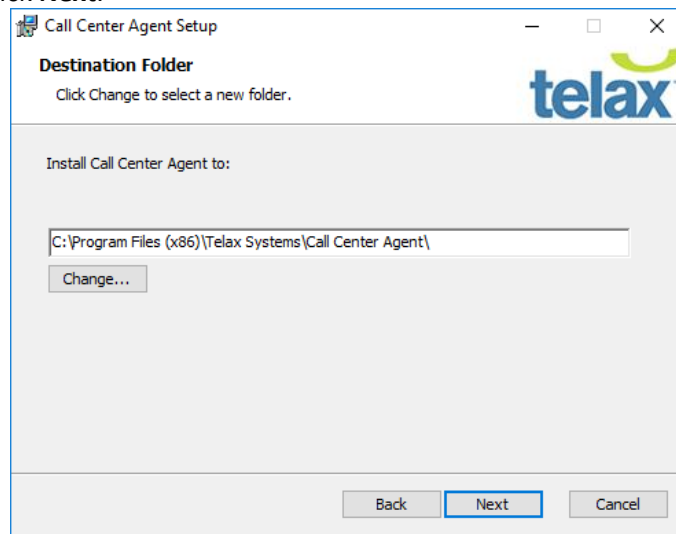 Next.
Call Center Agent Setup
Destination Folder
Click Change to select a new folder.
telax
Install Call Center Agent to:
C:\Program Files (x86)\Telax Systems\Call Center Agent\
Change...
Back Next Cancel